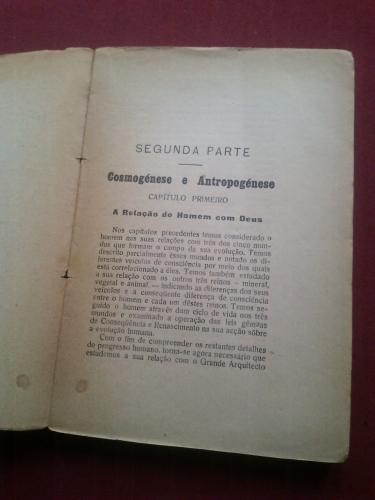 SEGUNDA PARTE
Cosmogénese e Antropogénese
CAPÍTULO PRIMEIRO
A Relação do Homem com Deus
Nos capítulos precedentes temos considerado o
homem nas suas relações com três dos cinco mun-
dos que formam o campo da sua evolução. Temos
descrito parcialmente êsses mundos e notado os di-
ferentes veículos de consciência por meio dos quais
está correlacionado a êles. Temos também estudado
a sua relação com os outros três reinos — mineral,
vegetal e animal, — indicando as diferenças dos seus
veículos e a conseqüente diferença de consciência
entre o homem e cada um dêstes reinos. Temos se-
guido o homem através dum ciclo de vida nos três
mundos e examinado a operação das leis gémeas
de Conseqüência e Renascimento na sua acção sôbre
a evolução humana.
Com o fim de compreender os restantes detalhes
do progresso humano, torna-se agora necessário que
estudemos a sua relação com o Grande Arquitecto